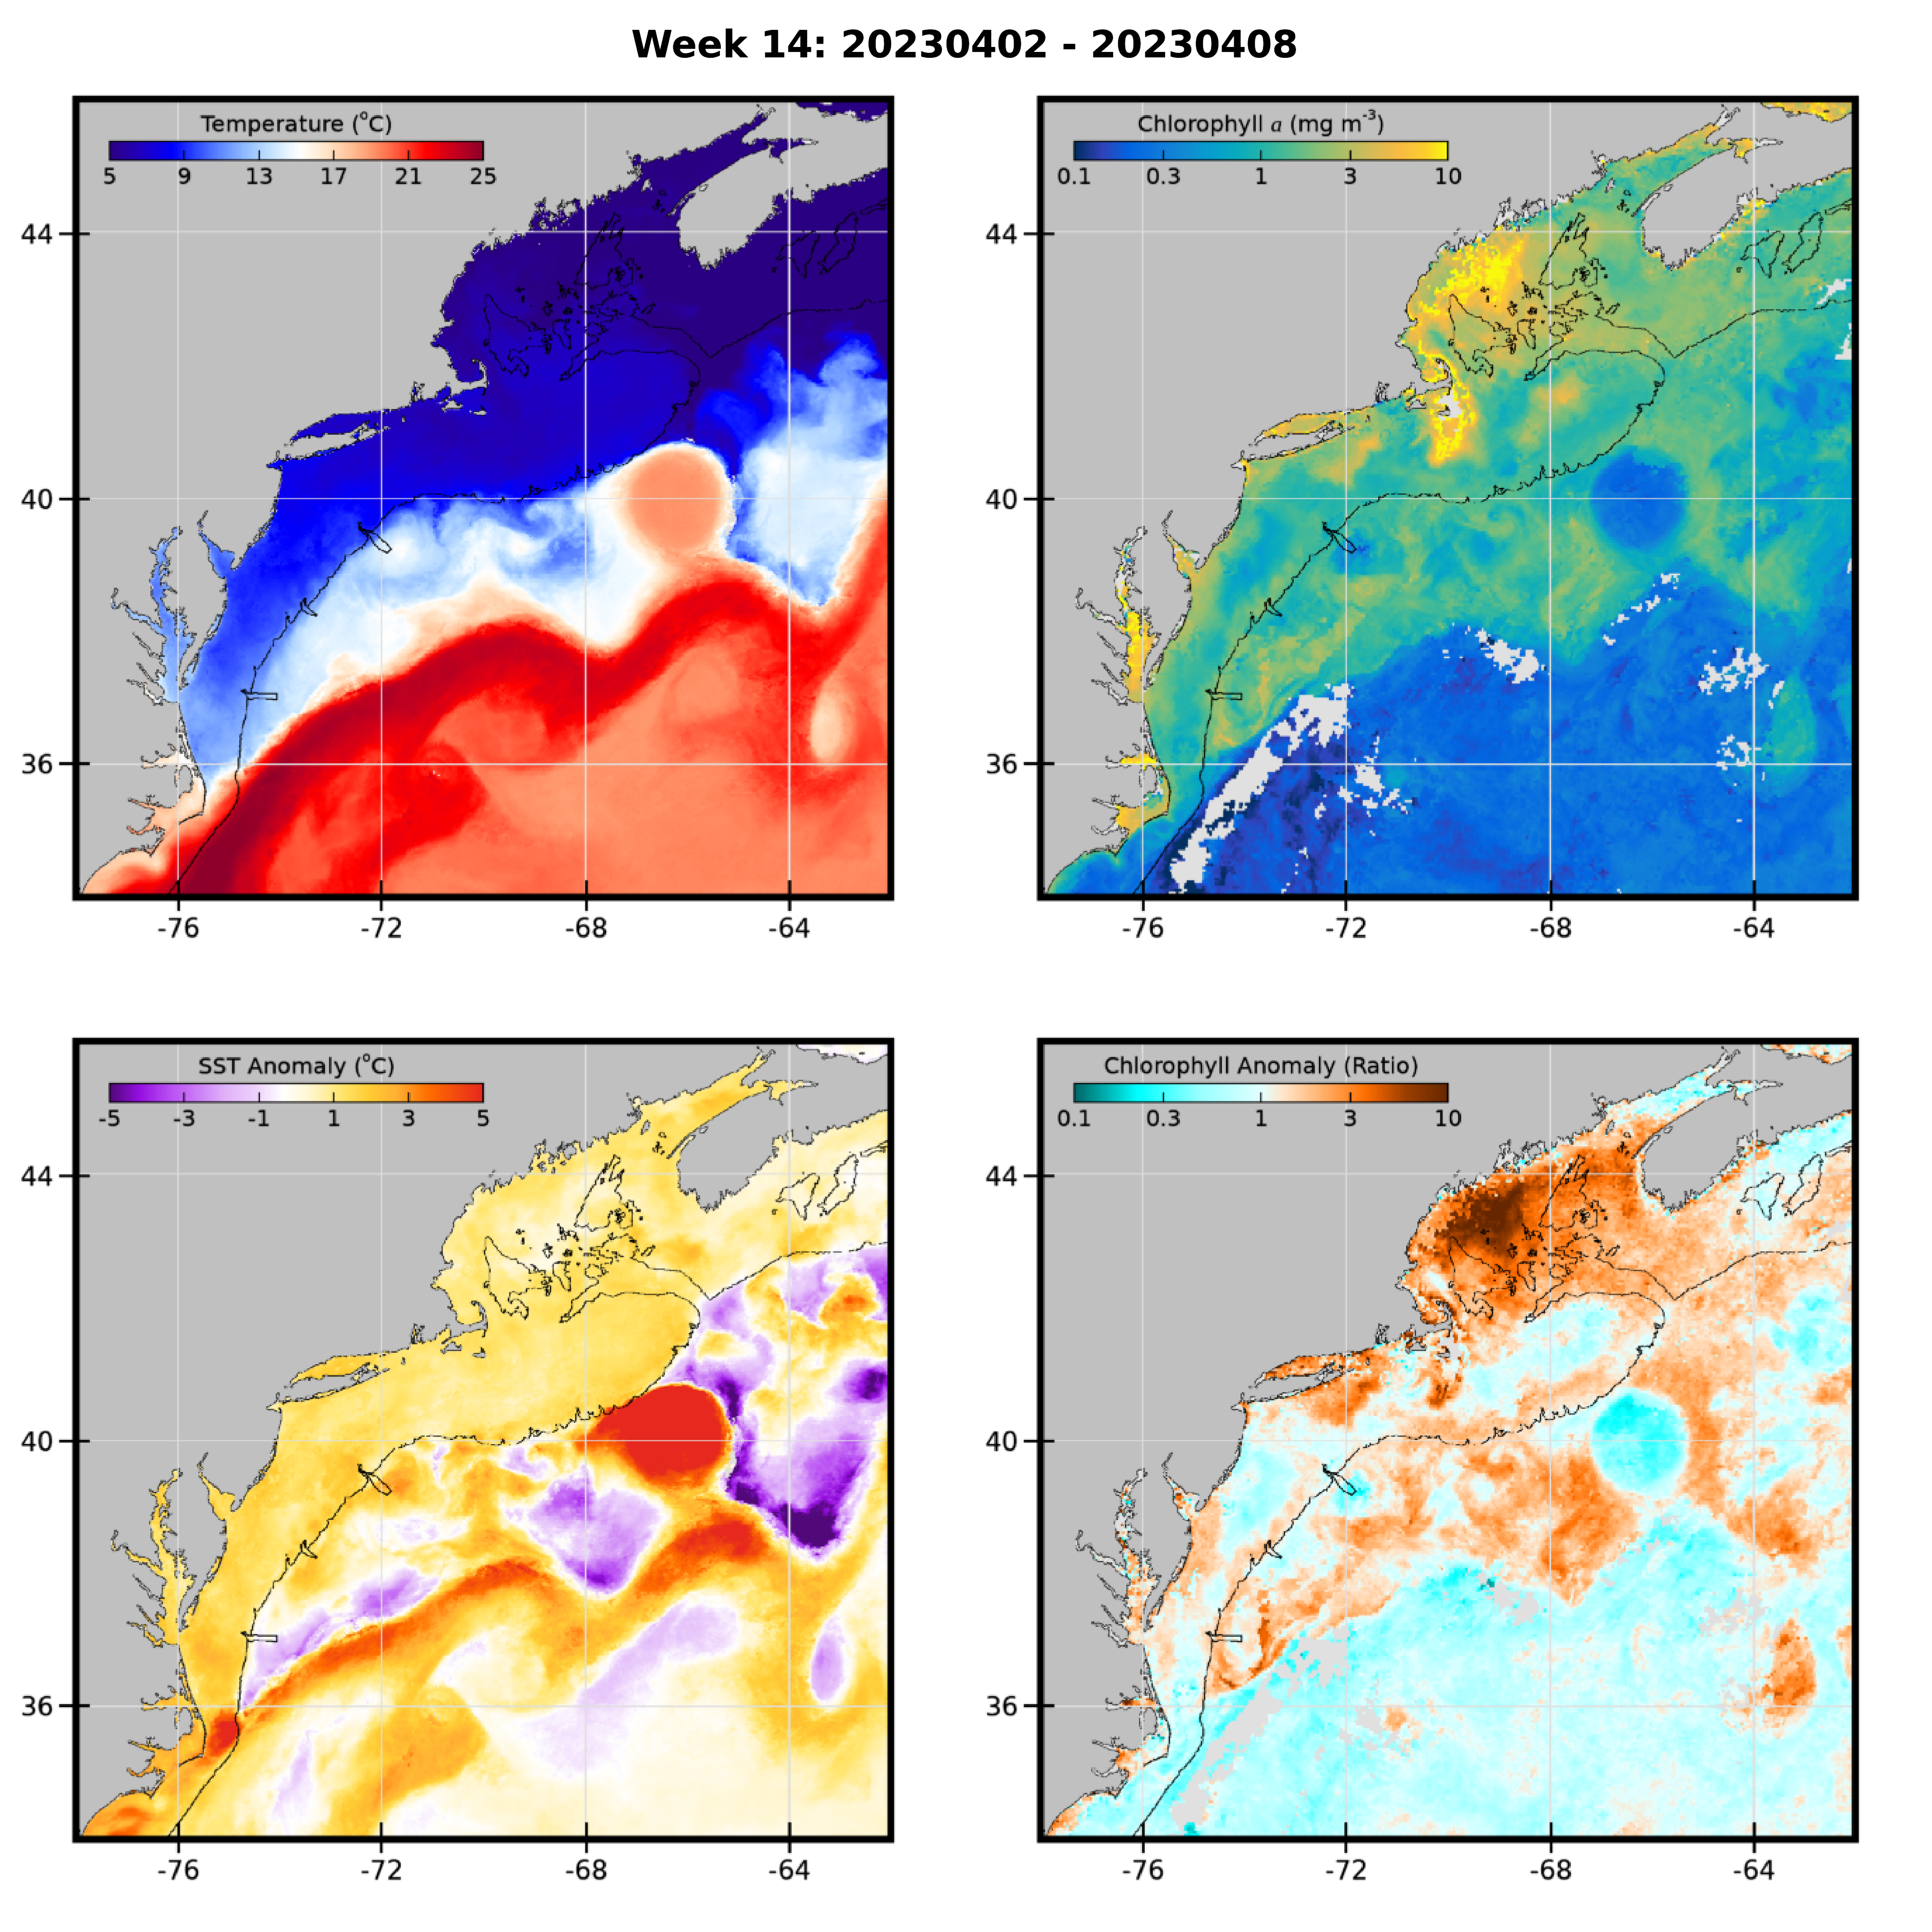 Week 14: 20230402 - 20230408
Temperature (°C)
5 9 13 17 21 25
44
40
36
-76 -72 -68 -64
Chlorophyll a (mg m⁻³)
0.1 0.3 1 3 10
44
40
36
-76 -72 -68 -64
SST Anomaly (°C)
-5 -3 -1 1 3 5
44
40
36
-76 -72 -68 -64
Chlorophyll Anomaly (Ratio)
0.1 0.3 1 3 10
44
40
36
-76 -72 -68 -64